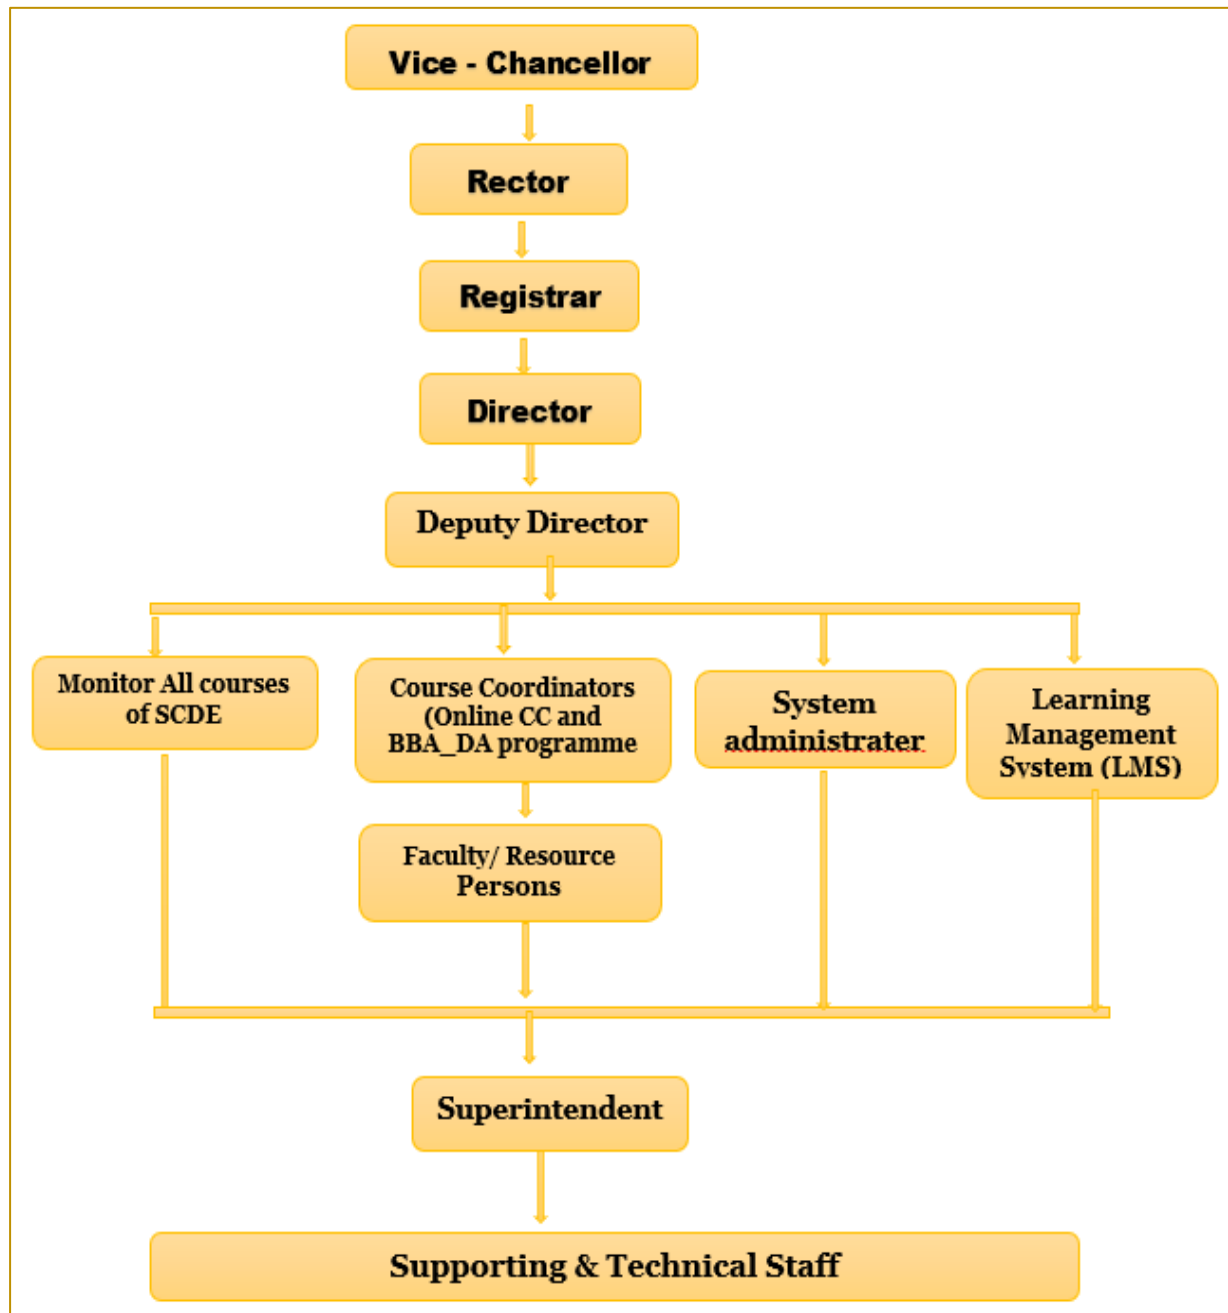 Vice - Chancellor
Rector
Registrar
Director
Deputy Director
Monitor All courses
of SCDE
Course Coordinators
(Online CC and
BBA_DA programme
System
administrater
Learning
Management
System (LMS)
Faculty/ Resource
Persons
Superintendent
Supporting & Technical Staff